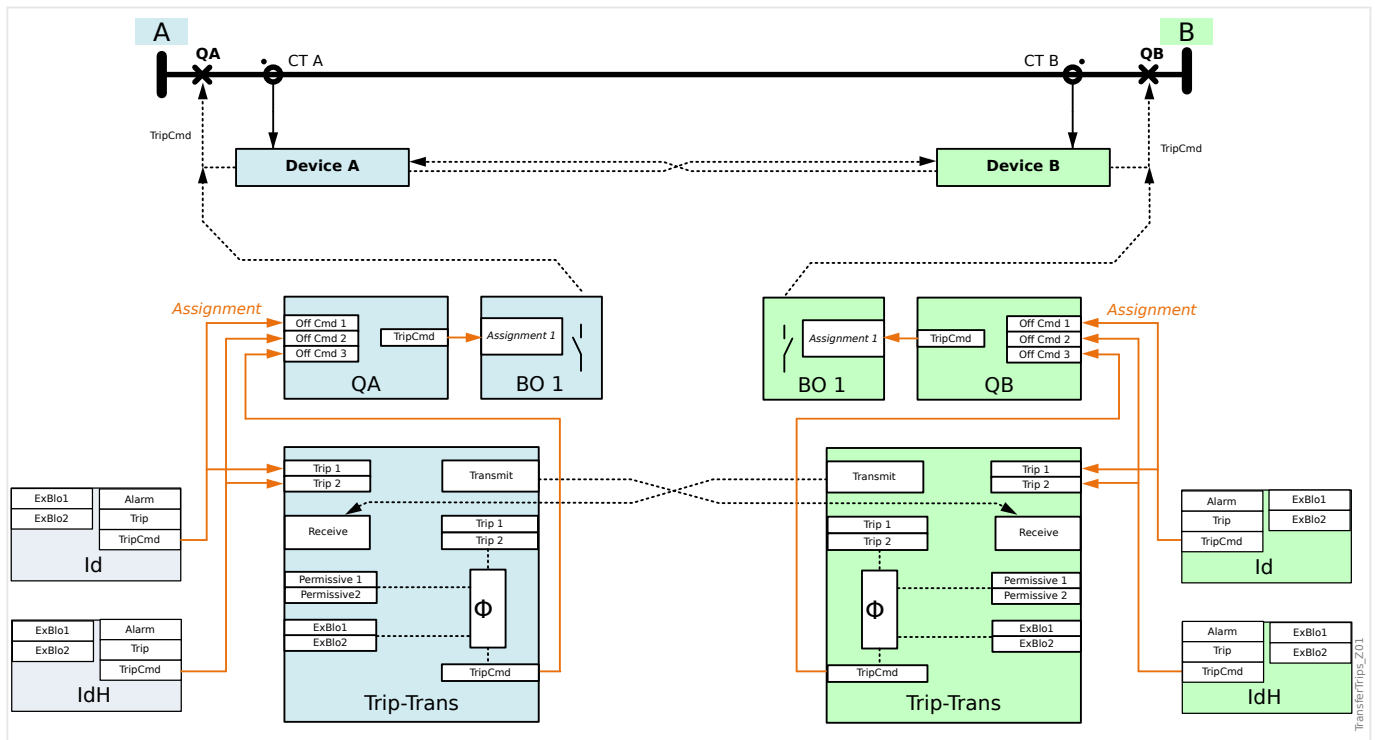 A
B
QA
CT A
CT B
QB
TripCmd
TripCmd
Device A
Device B
Assignment
Off Cmd 1
Off Cmd 2
Off Cmd 3
TripCmd
QA
Assignment 1
BO 1
Assignment 1
BO 1
TripCmd
Off Cmd 1
Off Cmd 2
Off Cmd 3
QB
Assignment
ExBlo1
ExBlo2
Alarm
Trip
TripCmd
Id
ExBlo1
ExBlo2
Alarm
Trip
TripCmd
IdH
Trip 1
Trip 2
Transmit
Receive
Trip 1
Trip 2
Permissive 1
Permissive2
Φ
ExBlo1
ExBlo2
TripCmd
Trip-Trans
Transmit
Trip 1
Trip 2
Trip 1
Trip 2
Receive
Permissive 1
Permissive 2
Φ
ExBlo1
ExBlo2
TripCmd
Trip-Trans
Alarm
Trip
TripCmd
ExBlo1
ExBlo2
Id
Alarm
Trip
TripCmd
ExBlo1
ExBlo2
IdH
TransferTrips_Z01